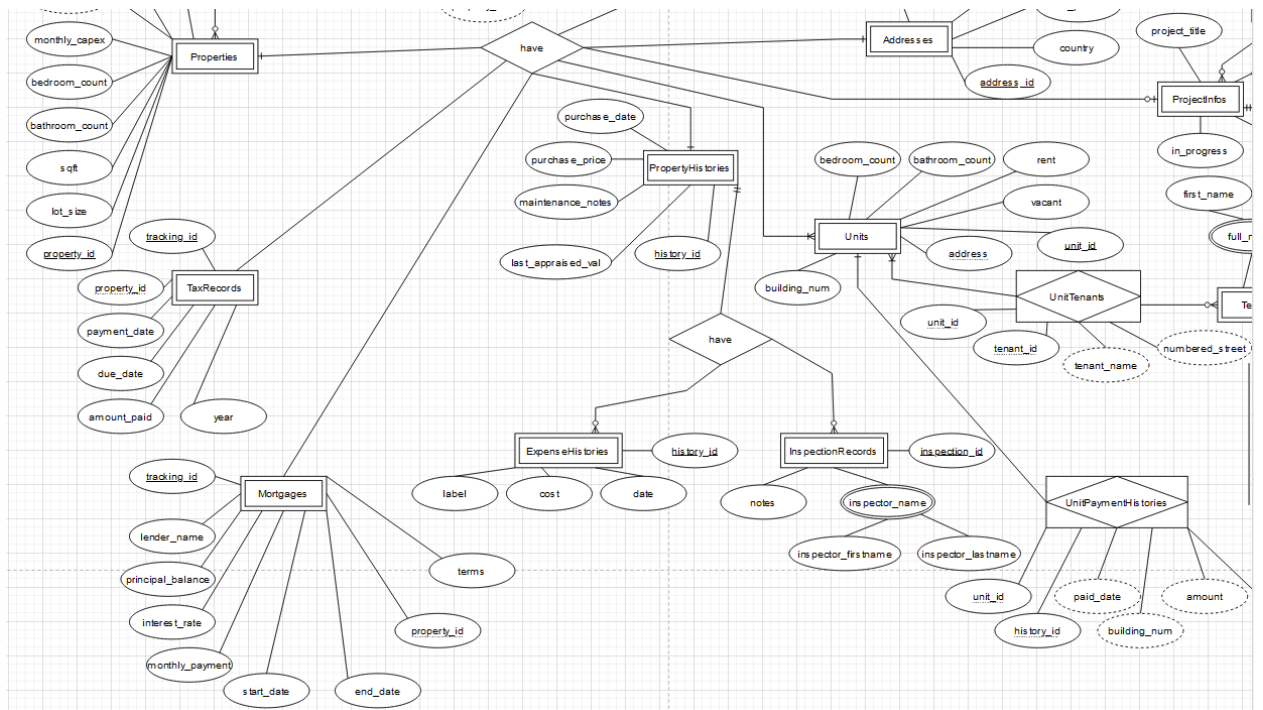 have
Properties
monthly_capex
bedroom_count
bathroom_count
sqft
lot_size
property_id
Addresses
country
address_id
project_title
ProjectInfos
in_progress
purchase_date
purchase_price
PropertyHistories
maintenance_notes
last_appraised_val
history_id
bedroom_count
bathroom_count
rent
vacant
Units
unit_id
address
building_num
first_name
tracking_id
TaxRecords
property_id
payment_date
due_date
amount_paid
year
UnitTenants
unit_id
tenant_id
tenant_name
numbered_street
have
ExpenseHistories
history_id
label
cost
date
InspectionRecords
inspection_id
notes
inspector_name
inspector_firstname
inspector_lastname
tracking_id
Mortgages
lender_name
principal_balance
interest_rate
monthly_payment
start_date
end_date
property_id
terms
UnitPaymentHistories
unit_id
history_id
paid_date
building_num
amount